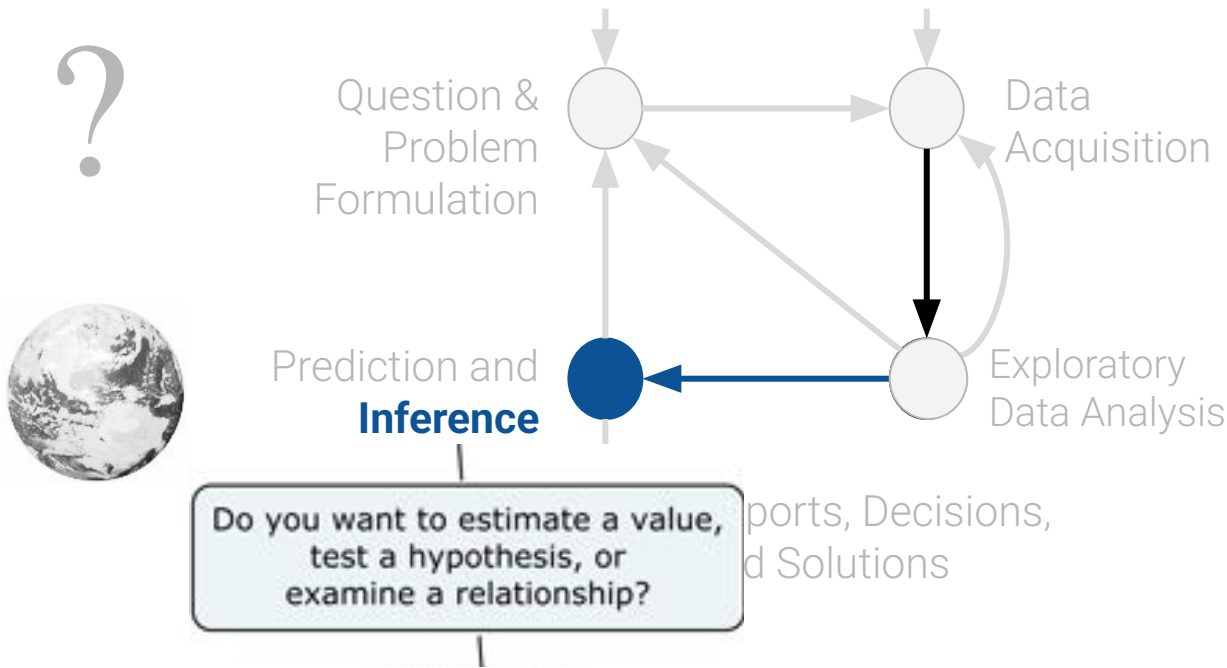 ?
Question &
Problem
Formulation
Data
Acquisition
Prediction and
Inference
Exploratory
Data Analysis
Do you want to estimate a value,
test a hypothesis, or
examine a relationship?
Decisions,
Solutions